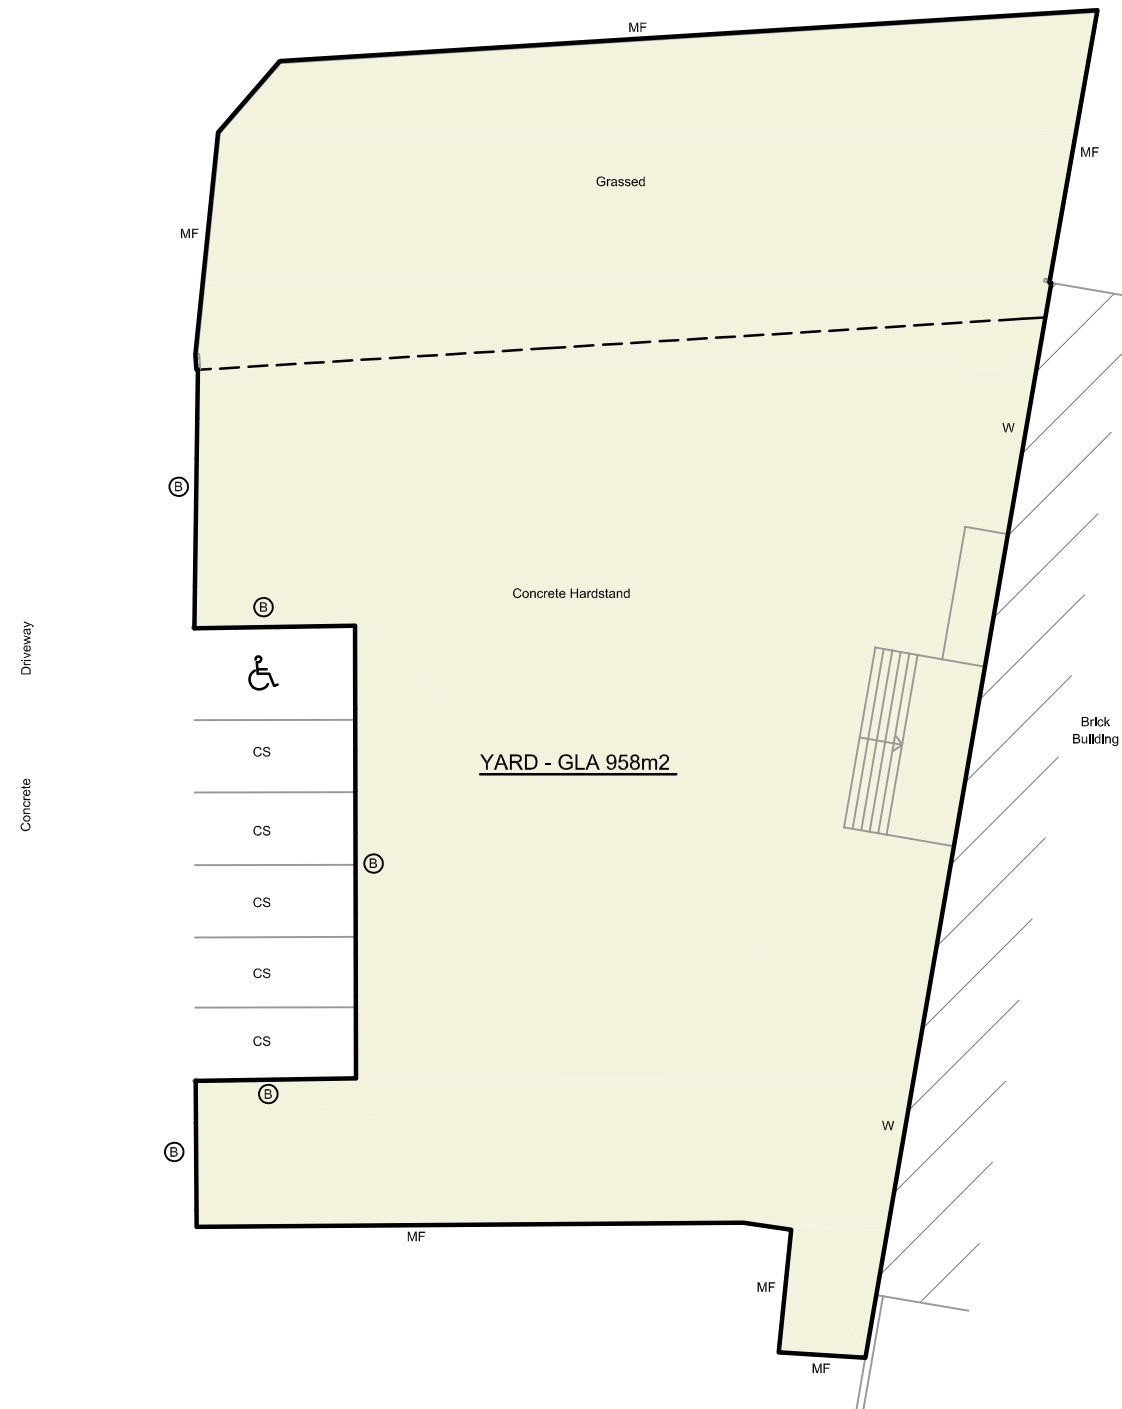 MF
MF
Grassed
MF
W
B
Concrete Hardstand
B
Driveway
Brick
Building
CS
YARD - GLA 958m2
Concrete
CS
B
CS
CS
CS
B
W
B
MF
MF
MF